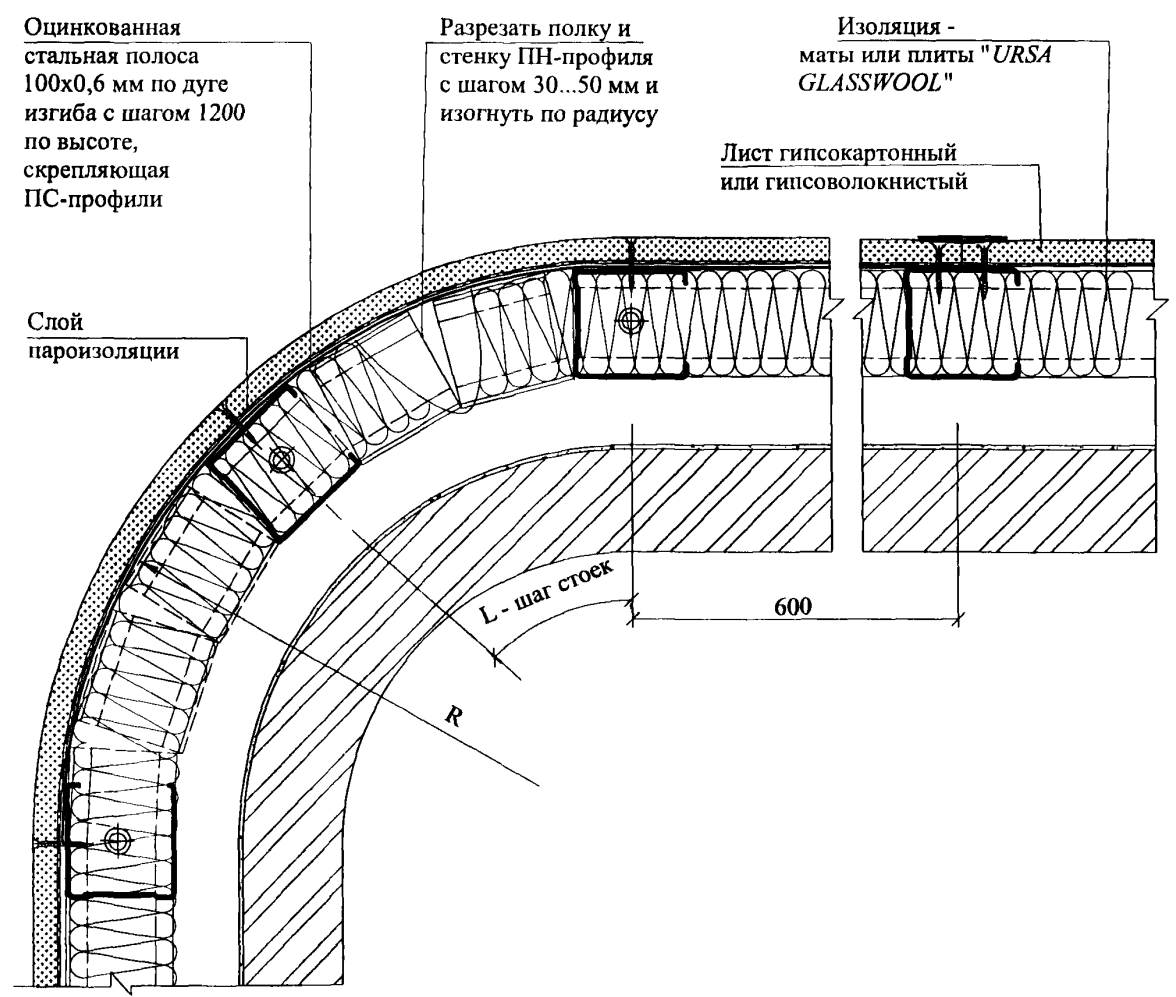 Оцинкованная
стальная полоса
100х0,6 мм по дуге
изгиба с шагом 1200
по высоте,
скрепляющая
ПС-профили
Разрезать полку и
стенку ПН-профиля
с шагом 30...50 мм и
изогнуть по радиусу
Изоляция -
маты или плиты "URSA
GLASSWOOL"
Лист гипсокартонный
или гипсоволокнистый
Слой
пароизоляции
L - шаг стоек
600
R